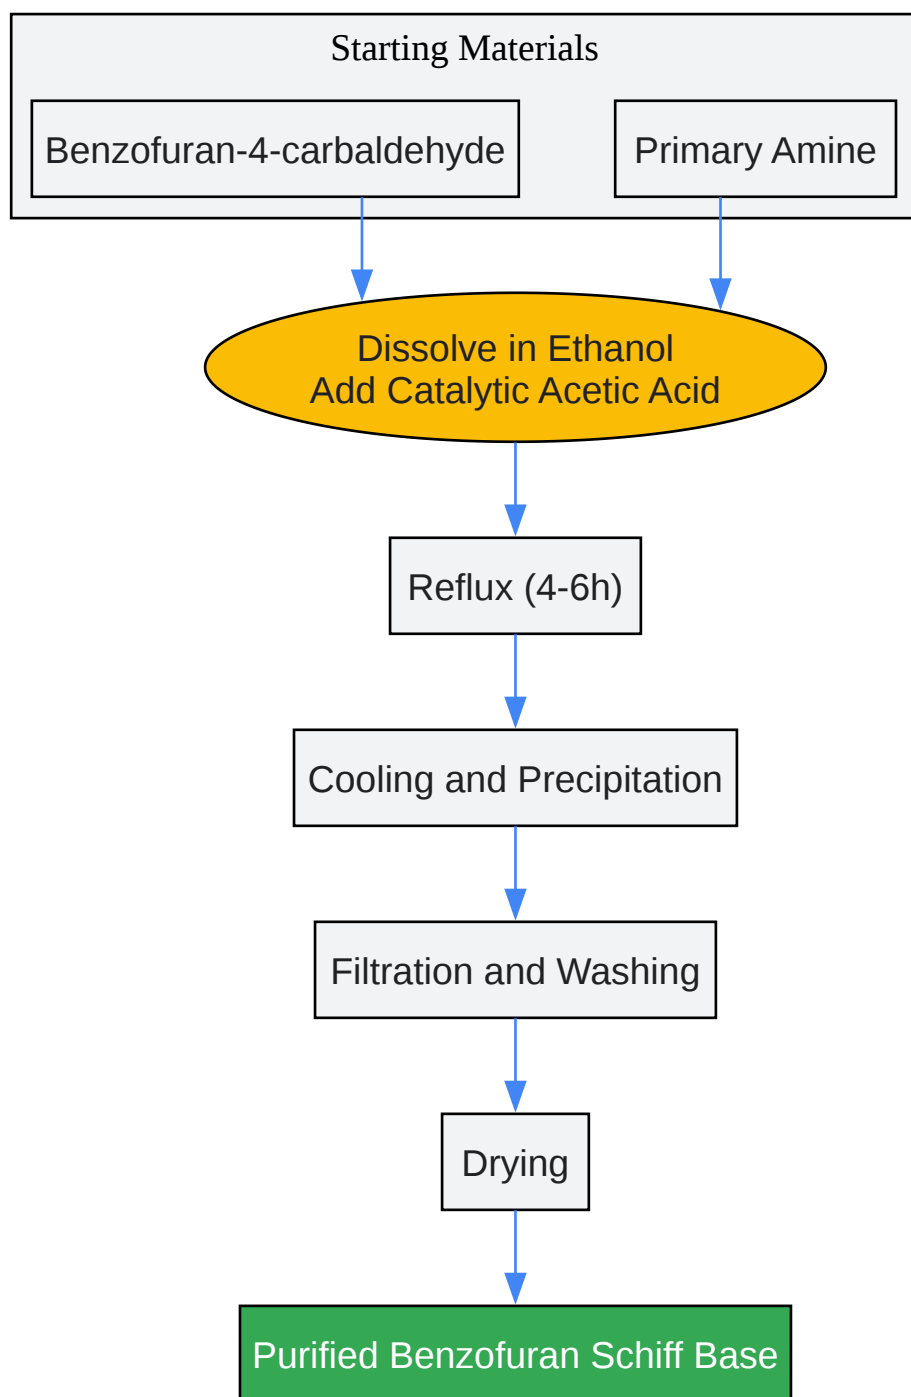 Starting Materials
Benzofuran-4-carbaldehyde
Primary Amine
Dissolve in Ethanol
Add Catalytic Acetic Acid
Reflux (4-6h)
Cooling and Precipitation
Filtration and Washing
Drying
Purified Benzofuran Schiff Base